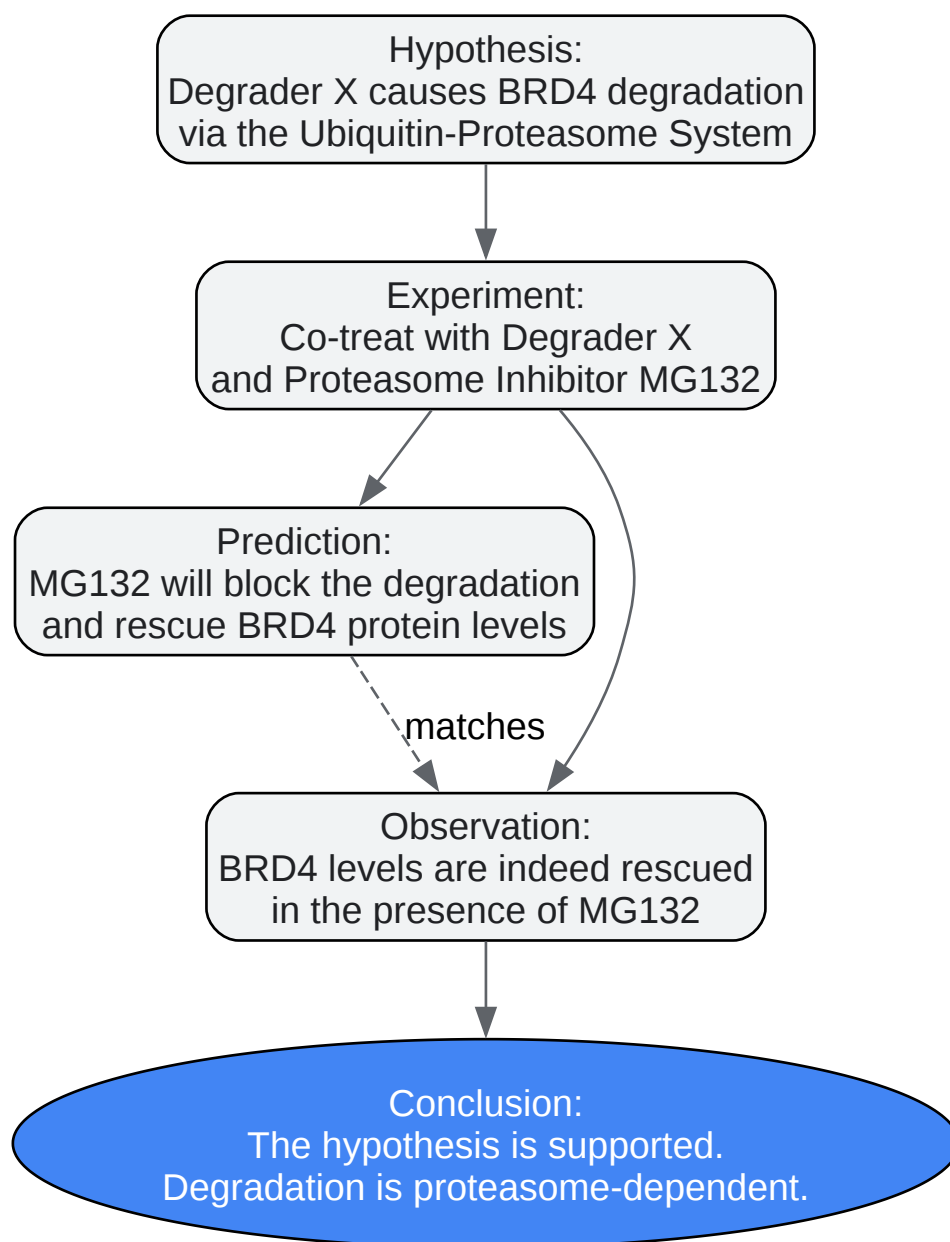 Hypothesis:
Degrader X causes BRD4 degradation
via the Ubiquitin-Proteasome System
Experiment:
Co-treat with Degrader X
and Proteasome Inhibitor MG132
Prediction:
MG132 will block the degradation
and rescue BRD4 protein levels
matches
Observation:
BRD4 levels are indeed rescued
in the presence of MG132
Conclusion:
The hypothesis is supported.
Degradation is proteasome-dependent.